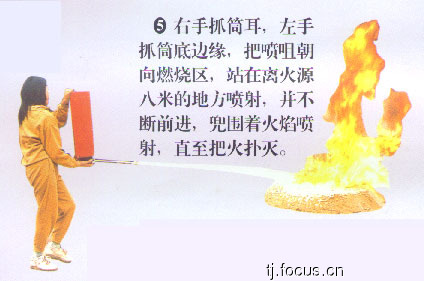 ❺ 右手抓筒耳，左手
抓筒底边缘，把喷咀朝
向燃烧区，站在离火源
八米的地方喷射，并不
断前进，兜围着火焰喷
射，直至把火扑灭。
tj.focus.cn